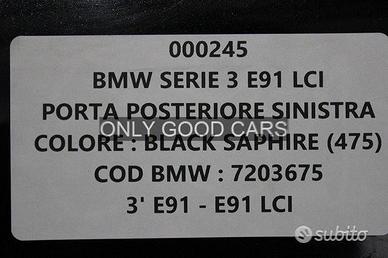 000245
BMW SERIE 3 E91 LCI
PORTA POSTERIORE SINISTRA
ONLY GOOD CARS
COLORE : BLACK SAPHIRE (475)
COD BMW : 7203675
3' E91 - E91 LCI
subito